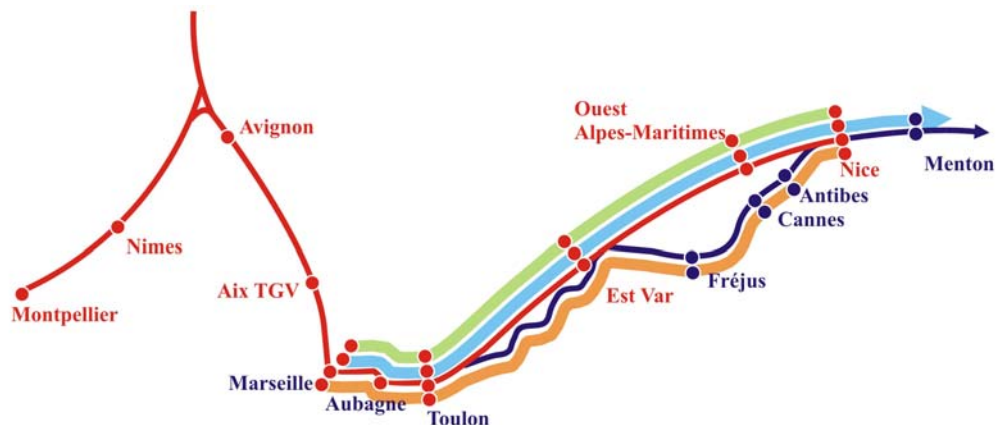 Avignon
Ouest
Alpes-Maritimes
Nice
Menton
Antibes
Cannes
Nimes
Fréjus
Aix TGV
Est Var
Montpellier
Marseille
Aubagne
Toulon